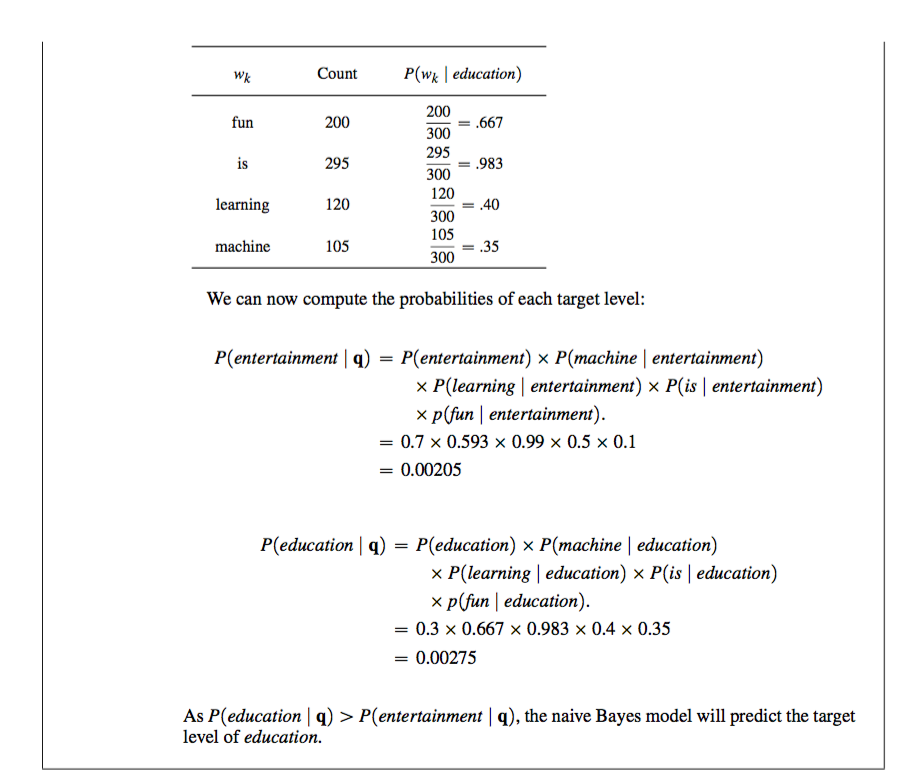 wk Count P(wk | education)
fun 200 200/300 = .667
is 295 295/300 = .983
learning 120 120/300 = .40
machine 105 105/300 = .35
We can now compute the probabilities of each target level:
P(entertainment | q) = P(entertainment) × P(machine | entertainment)
× P(learning | entertainment) × P(is | entertainment)
× p(fun | entertainment).
= 0.7 × 0.593 × 0.99 × 0.5 × 0.1
= 0.00205
P(education | q) = P(education) × P(machine | education)
× P(learning | education) × P(is | education)
× p(fun | education).
= 0.3 × 0.667 × 0.983 × 0.4 × 0.35
= 0.00275
As P(education | q) > P(entertainment | q), the naive Bayes model will predict the target
level of education.